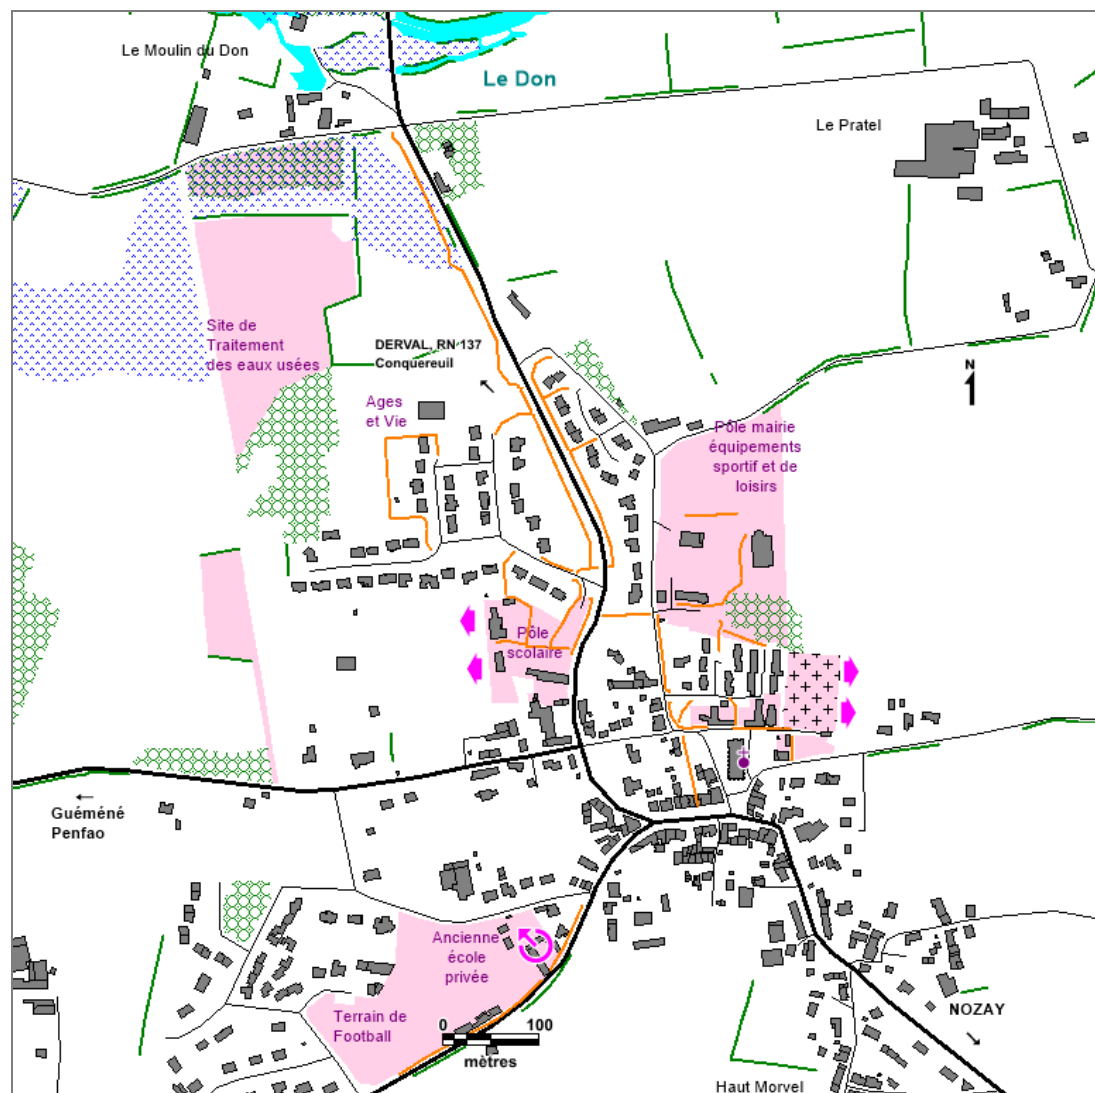 Le Moulin du Don
Le Don
Le Pratel
Site de
Traitement
des eaux usées
DERVAL, RN 137
Conquereuil
N
Ages
et Vie
Pôle mairie
équipements
sportif et de
loisirs
Pôle
scolaire
Guéméné
Penfao
Ancienne
école
privée
Terrain de
Football
0 100
mètres
NOZAY
Haut Morvel